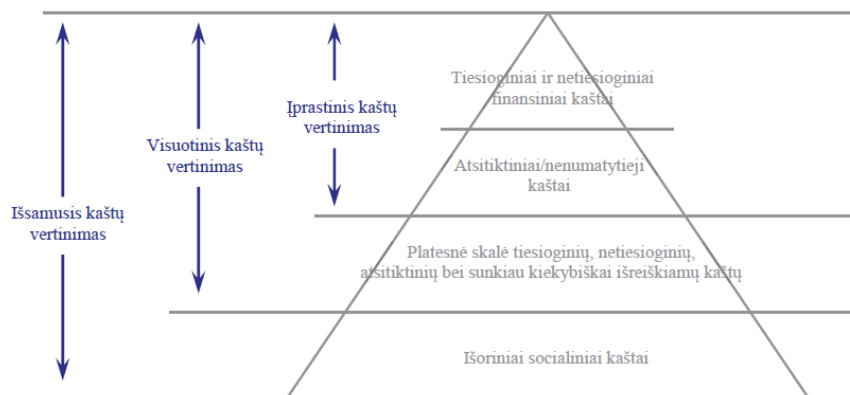 Tiesioginiai ir netiesioginiai
finansiniai kaštai
Įprastinis kaštų
vertinimas
Visuotinis kaštų
vertinimas
Atsitiktiniai/nenumatytieji
kaštai
Išsamusis kaštų
vertinimas
Platesnė skalė tiesioginių, netiesioginių,
atsitiktinių bei sunkiau kiekybiškai išreiškiamų kaštų
Išoriniai socialiniai kaštai